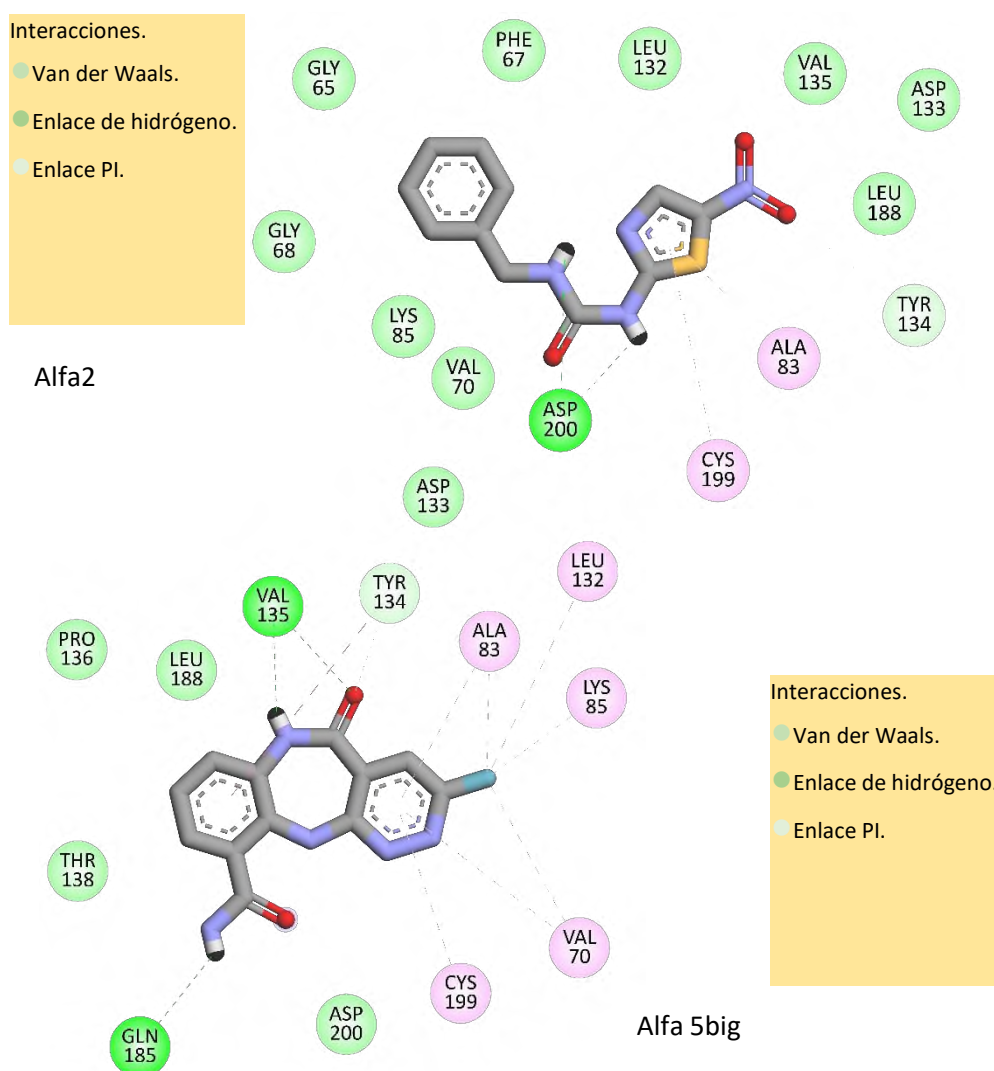 Interacciones.
Van der Waals.
Enlace de hidrógeno.
Enlace PI.
GLY
65
PHE
67
LEU
132
VAL
135
ASP
133
LEU
188
GLY
68
LYS
85
VAL
70
TYR
134
ALA
83
Alfa2
ASP
200
CYS
199
ASP
133
LEU
132
TYR
134
VAL
135
ALA
83
PRO
136
LEU
188
LYS
85
Interacciones.
Van der Waals.
Enlace de hidrógeno.
Enlace PI.
THR
138
VAL
70
CYS
199
ASP
200
GLN
185
Alfa 5big